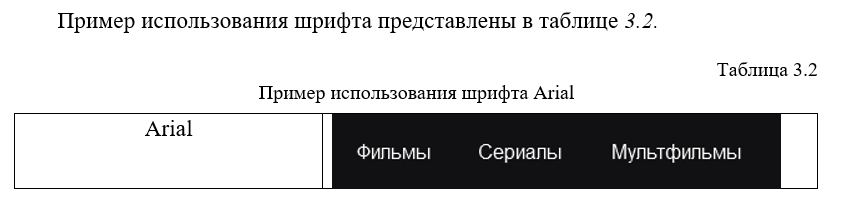 Пример использования шрифта представлены в таблице 3.2.
Таблица 3.2
Пример использования шрифта Arial
Arial
Фильмы Сериалы Мультфильмы